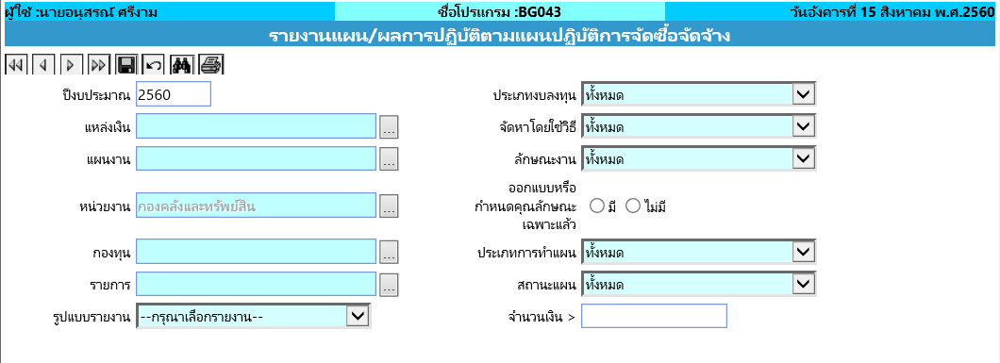 ผู้ใช้ :นายอนุสรณ์ ศรีงาม ชื่อโปรแกรม :BG043 วันอังคารที่ 15 สิงหาคม พ.ศ.2560
รายงานแผน/ผลการปฏิบัติตามแผนปฏิบัติการจัดซื้อจัดจ้าง
ปีงบประมาณ 2560 ประเภทงบลงทุน ทั้งหมด
แหล่งเงิน ... จัดหาโดยใช้วิธี ทั้งหมด
แผนงาน ... ลักษณะงาน ทั้งหมด
ออกแบบหรือ
หน่วยงาน กองคลังและทรัพย์สิน ... กำหนดคุณลักษณะ มี ไม่มี
เฉพาะแล้ว
กองทุน ... ประเภทการทำแผน ทั้งหมด
รายการ ... สถานะแผน ทั้งหมด
รูปแบบรายงาน --กรุณาเลือกรายงาน-- จำนวนเงิน >